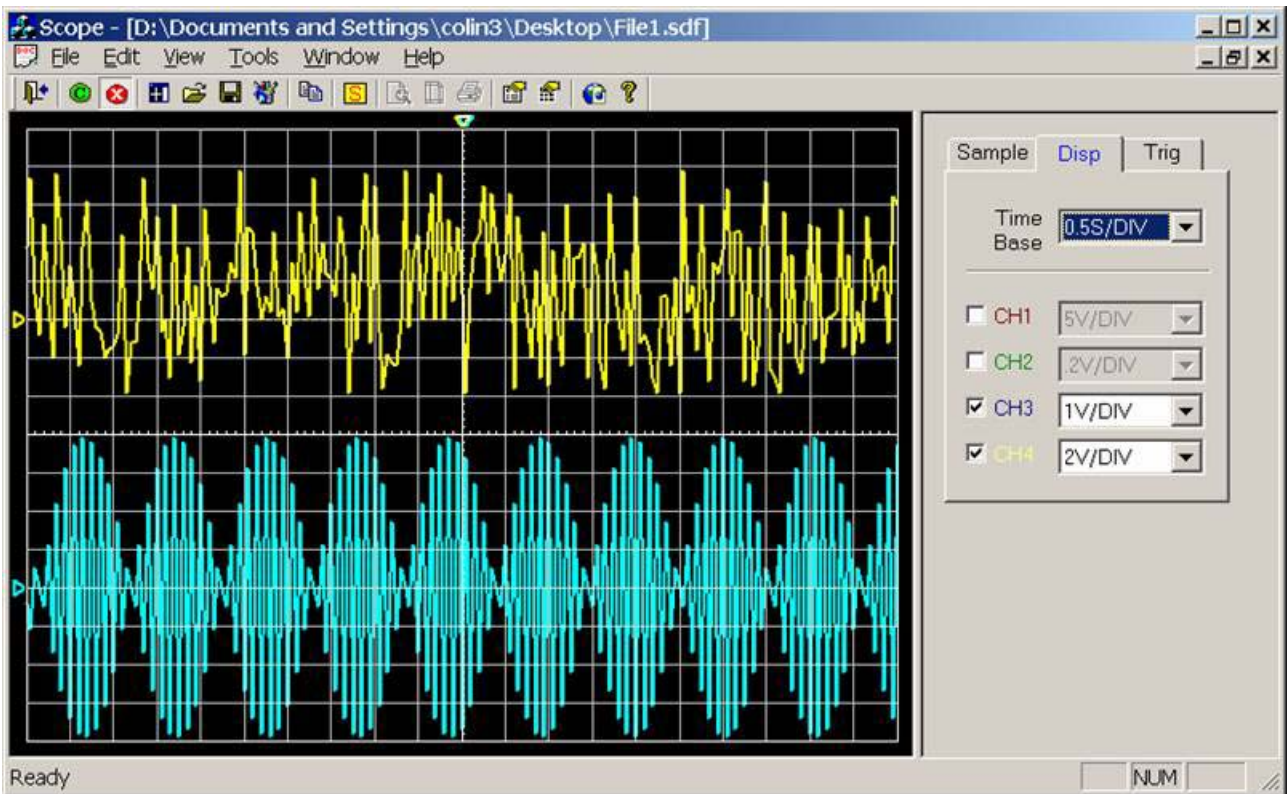 Scope - [D:\Documents and Settings\colin3\Desktop\File1.sdf]
File Edit View Tools Window Help
Sample Disp Trig
Time Base 0.5S/DIV
CH1 5V/DIV
CH2 .2V/DIV
CH3 1V/DIV
CH4 2V/DIV
Ready NUM